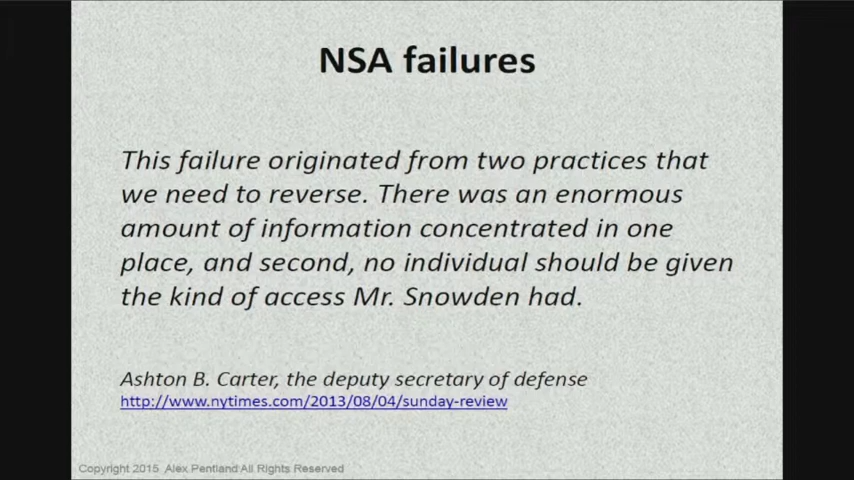 NSA failures
This failure originated from two practices that
we need to reverse. There was an enormous
amount of information concentrated in one
place, and second, no individual should be given
the kind of access Mr. Snowden had.
Ashton B. Carter, the deputy secretary of defense
http://www.nytimes.com/2013/08/04/sunday-review
Copyright 2015 Alex Pentland All Rights Reserved